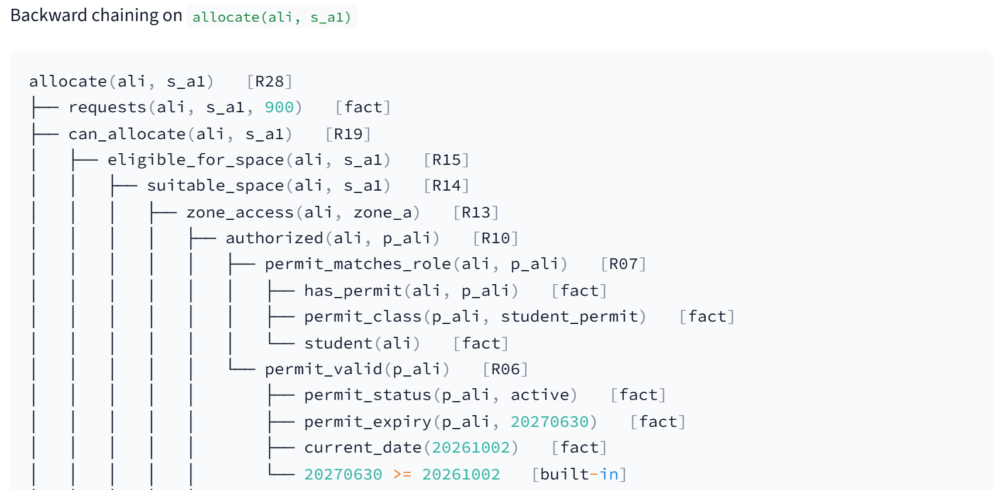 Backward chaining on allocate(ali, s_a1)
allocate(ali, s_a1)   [R28]
├── requests(ali, s_a1, 900)   [fact]
├── can_allocate(ali, s_a1)   [R19]
│   ├── eligible_for_space(ali, s_a1)   [R15]
│   │   ├── suitable_space(ali, s_a1)   [R14]
│   │   │   ├── zone_access(ali, zone_a)   [R13]
│   │   │   │   ├── authorized(ali, p_ali)   [R10]
│   │   │   │   │   ├── permit_matches_role(ali, p_ali)   [R07]
│   │   │   │   │   │   ├── has_permit(ali, p_ali)   [fact]
│   │   │   │   │   │   ├── permit_class(p_ali, student_permit)   [fact]
│   │   │   │   │   │   └── student(ali)   [fact]
│   │   │   │   │   └── permit_valid(p_ali)   [R06]
│   │   │   │   │       ├── permit_status(p_ali, active)   [fact]
│   │   │   │   │       ├── permit_expiry(p_ali, 20270630)   [fact]
│   │   │   │   │       ├── current_date(20261002)   [fact]
│   │   │   │   │       └── 20270630 >= 20261002   [built-in]